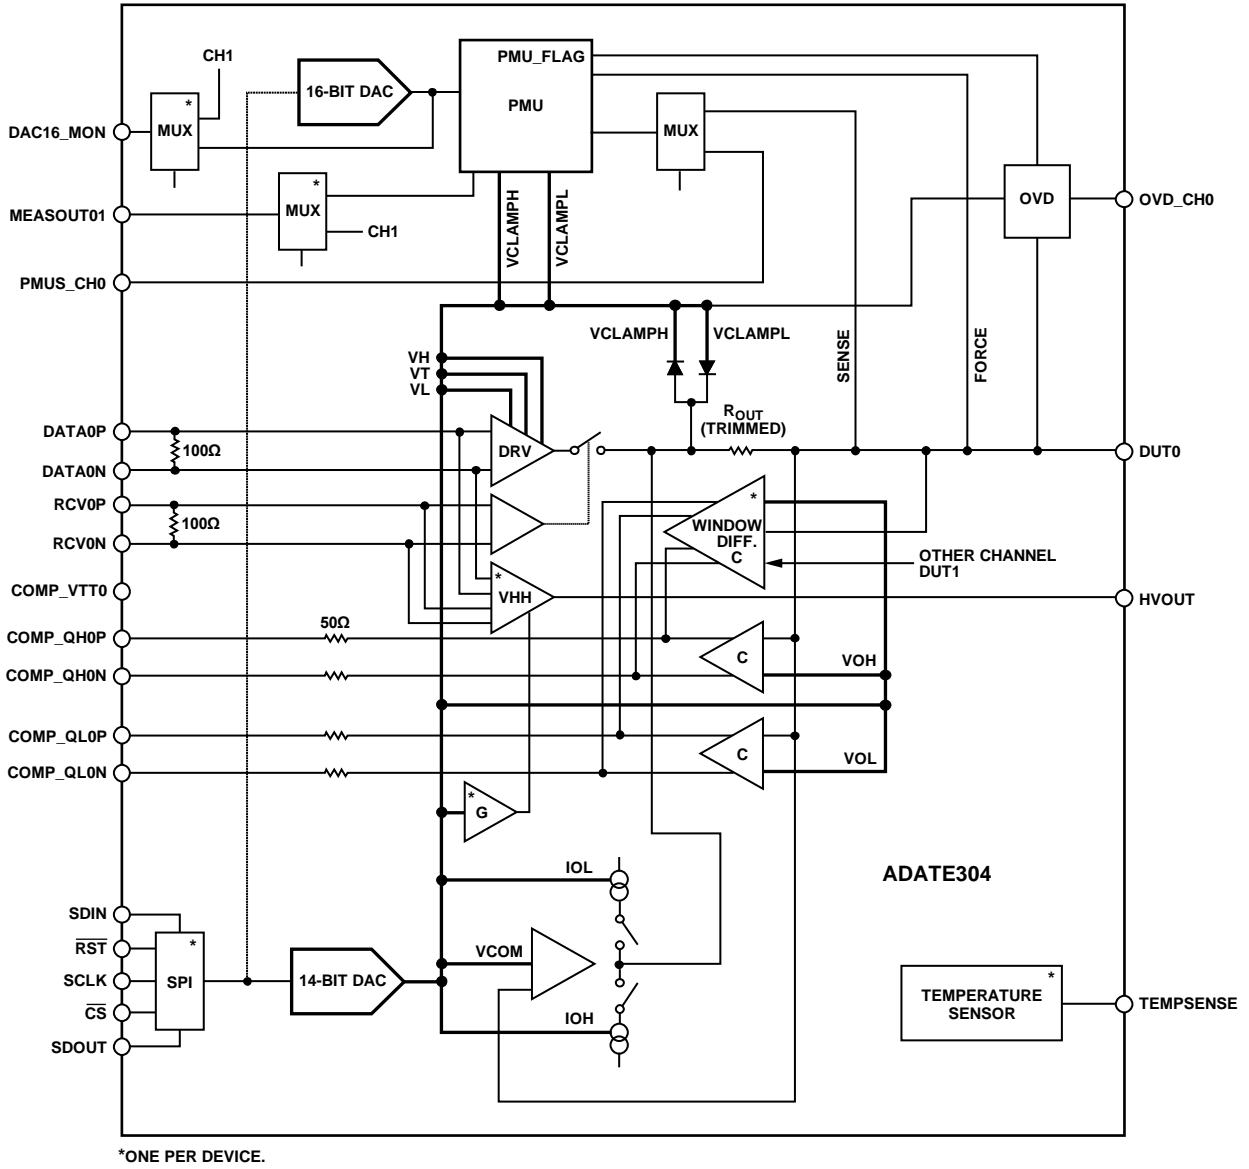 CH1
PMU_FLAG
16-BIT DAC
PMU
*
DAC16_MON
MUX
MUX
*
MUX
MEASOUT01
CH1
OVD
OVD_CH0
VCLAMPH
VCLAMPL
PMUS_CH0
VCLAMPH
VCLAMPL
SENSE
FORCE
VH
VT
VL
ROUT
(TRIMMED)
DATA0P
100Ω
DRV
DUT0
DATA0N
RCV0P
100Ω
*
WINDOW
DIFF.
C
RCV0N
OTHER CHANNEL
DUT1
COMP_VTT0
*
VHH
HVOUT
50Ω
COMP_QH0P
C
VOH
COMP_QH0N
COMP_QL0P
C
VOL
COMP_QL0N
*
G
IOL
ADATE304
SDIN
RST
*
SCLK
SPI
CS
SDOUT
14-BIT DAC
VCOM
IOH
*
TEMPERATURE
SENSOR
TEMPSENSE
*ONE PER DEVICE.